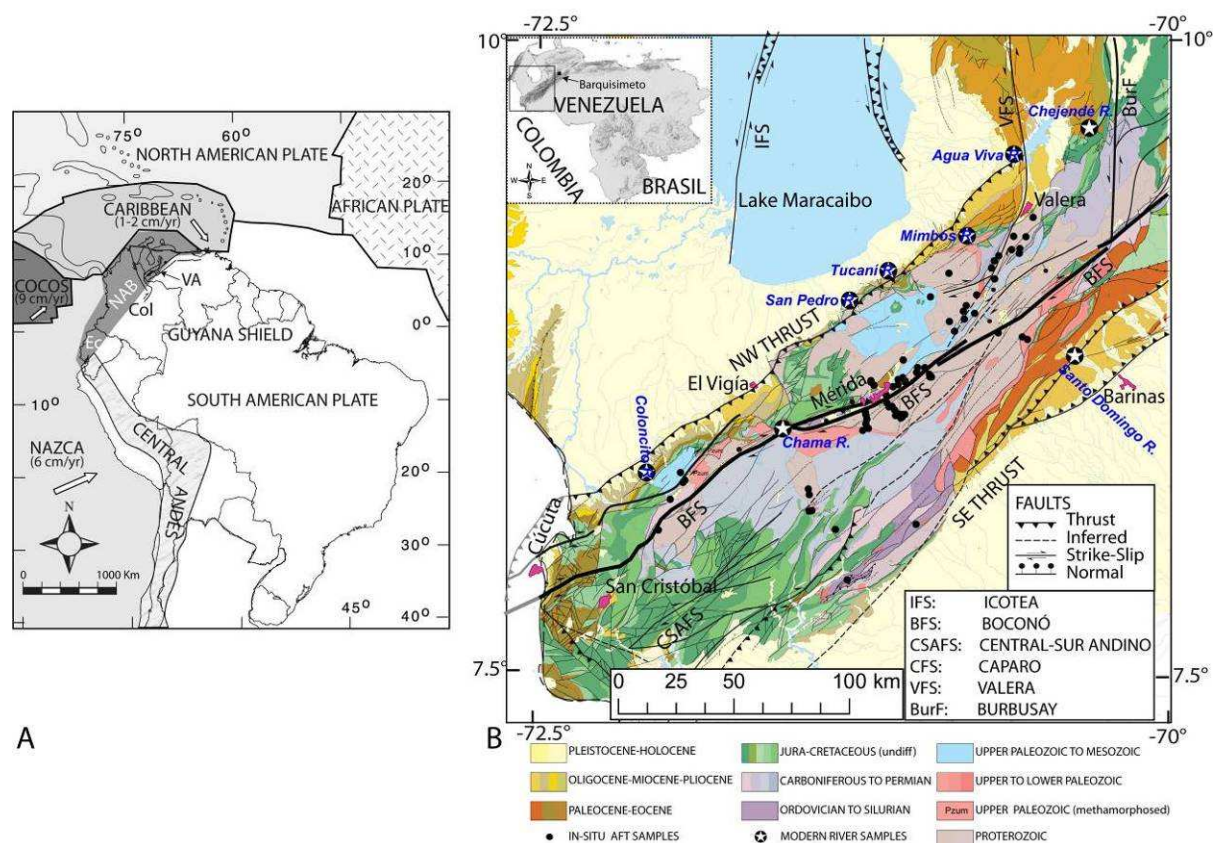 75°
60°
NORTH AMERICAN PLATE
20°
CARIBBEAN
(1-2 cm/yr)
AFRICAN PLATE
10°
COCOS
(9 cm/yr)
NAB
VA
Col
GUYANA SHIELD
0°
Ec
SOUTH AMERICAN PLATE
10°
10°
NAZCA
(6 cm/yr)
CENTRAL
ANDES
20°
N
30°
0
1000 Km
45°
40°
A
-72.5°
-70°
10°
10°
Barquisimeto
VENEZUELA
COLOMBIA
BRASIL
N
W
E
S
IFS
VFS
BurF
Chejendé R.
Agua Viva
Lake Maracaibo
Valera
Mimbós
Tucaní R.
BFS
San Pedro
NW THRUST
El Vigía
Mérida
BFS
Santo Domingo R.
Barinas
Coloncito
Chama R.
Pzum
SE THRUST
BFS
Cúcuta
San Cristóbal
CSAFS
FAULTS
Thrust
Inferred
Strike-Slip
Normal
IFS: ICOTEA
BFS: BOCONÓ
CSAFS: CENTRAL-SUR ANDINO
CFS: CAPARO
VFS: VALERA
BurF: BURBUSAY
0 25 50 100 km
7.5°
7.5°
-72.5°
-70°
B
PLEISTOCENE-HOLOCENE
JURA-CRETACEOUS (undiff)
UPPER PALEOZOIC TO MESOZOIC
OLIGOCENE-MIOCENE-PLIOCENE
CARBONIFEROUS TO PERMIAN
UPPER TO LOWER PALEOZOIC
PALEOCENE-EOCENE
ORDOVICIAN TO SILURIAN
Pzum UPPER PALEOZOIC (methamorphosed)
IN-SITU AFT SAMPLES
MODERN RIVER SAMPLES
PROTEROZOIC